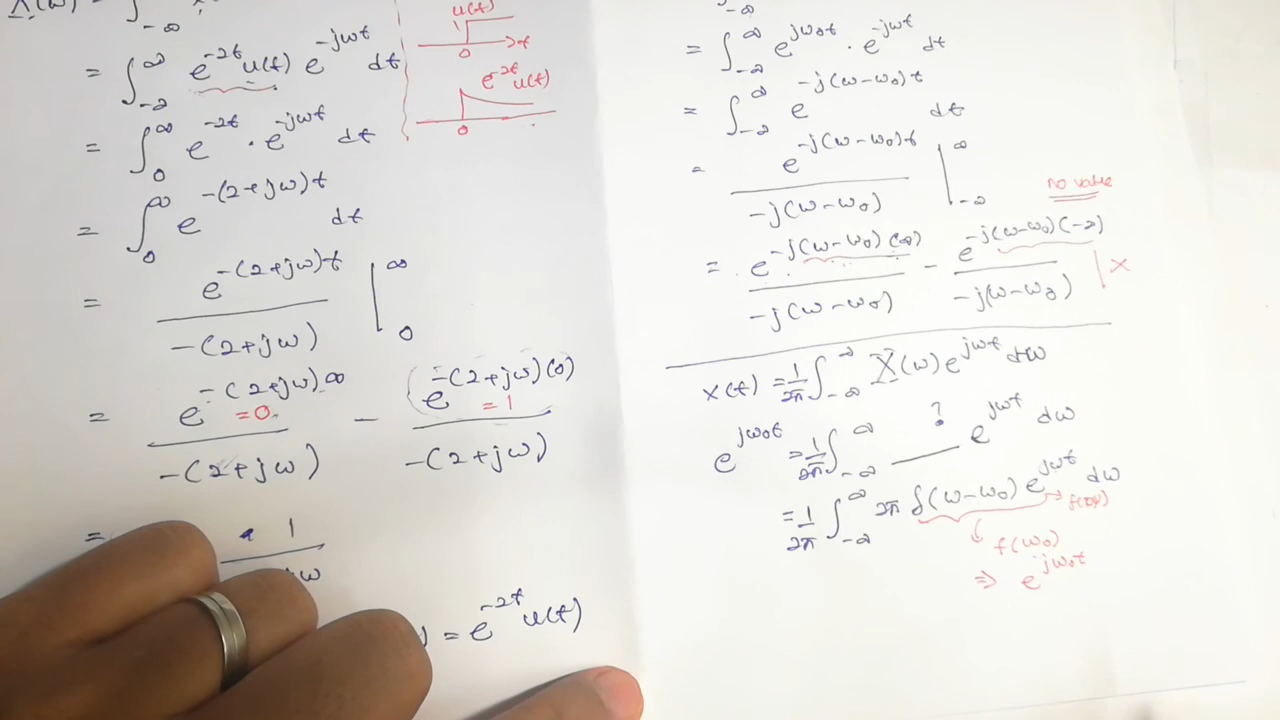 X(ω) = ∫_{-∞}
= ∫_{-∞}^{∞} e^{-2t} u(t) e^{-jωt} dt
= ∫_{0}^{∞} e^{-2t} · e^{-jωt} dt
= ∫_{0}^{∞} e^{-(2+jω)t} dt
= e^{-(2+jω)t} / -(2+jω) |_{0}^{∞}
= e^{-(2+jω)∞} =0 / -(2+jω) - e^{-(2+jω)(0)} =1 / -(2+jω)
= 1 / jω
) = e^{-2t} u(t)
u(t)
1
0 t
e^{-2t} u(t)
0
-∞
= ∫_{-∞}^{∞} e^{jω₀t} · e^{-jωt} dt
= ∫_{-∞}^{∞} e^{-j(ω-ω₀)t} dt
= e^{-j(ω-ω₀)t} / -j(ω-ω₀) |_{-∞}^{∞}
no value
= e^{-j(ω-ω₀)(∞)} / -j(ω-ω₀) - e^{-j(ω-ω₀)(-∞)} / -j(ω-ω₀) | X
x(t) = 1/2π ∫_{-∞}^{∞} X(ω) e^{jωt} dω
e^{jω₀t} = 1/2π ∫_{-∞}^{∞} ? e^{jωt} dω
= 1/2π ∫_{-∞}^{∞} 2π δ(ω-ω₀) e^{jωt} dω
f(ω₀)
⇒ e^{jω₀t}